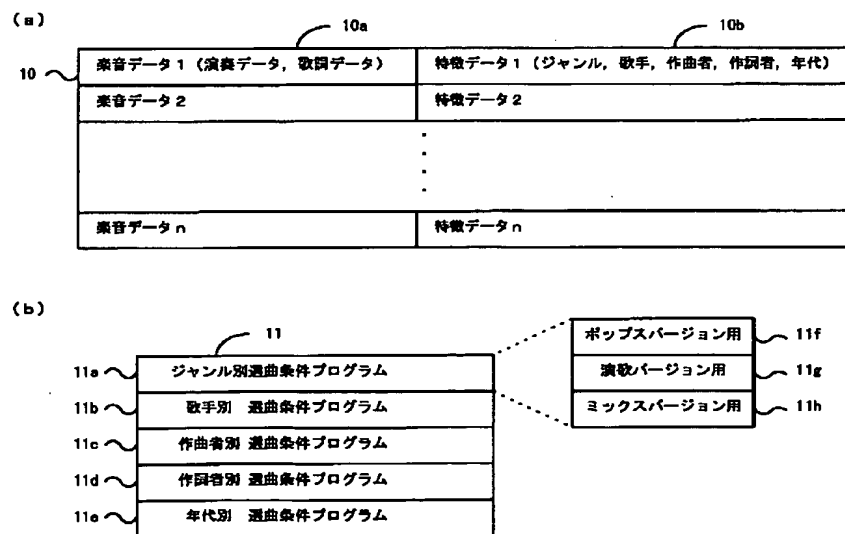 (a)
10a
10b
10
楽音データ1 (演奏データ, 歌詞データ)
特徴データ1 (ジャンル, 歌手, 作曲者, 作詞者, 年代)
楽音データ2
特徴データ2
楽音データn
特徴データn
(b)
11
11a
ジャンル別選曲条件プログラム
11b
歌手別 選曲条件プログラム
11c
作曲者別 選曲条件プログラム
11d
作詞者別 選曲条件プログラム
11e
年代別 選曲条件プログラム
ポップスバージョン用
11f
演歌バージョン用
11g
ミックスバージョン用
11h